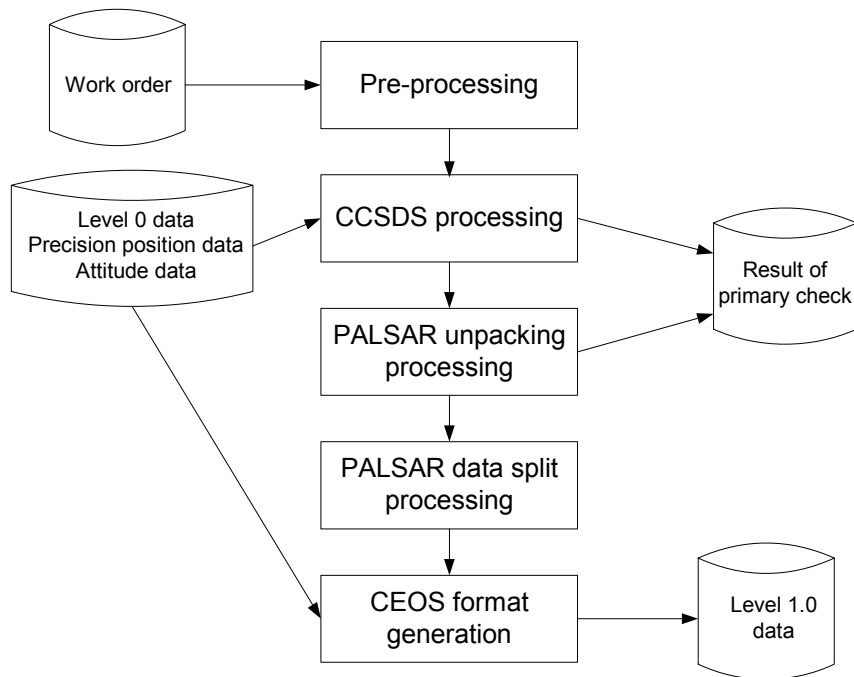 Work order
Pre-processing
Level 0 data
Precision position data
Attitude data
CCSDS processing
Result of
primary check
PALSAR unpacking
processing
PALSAR data split
processing
CEOS format
generation
Level 1.0
data